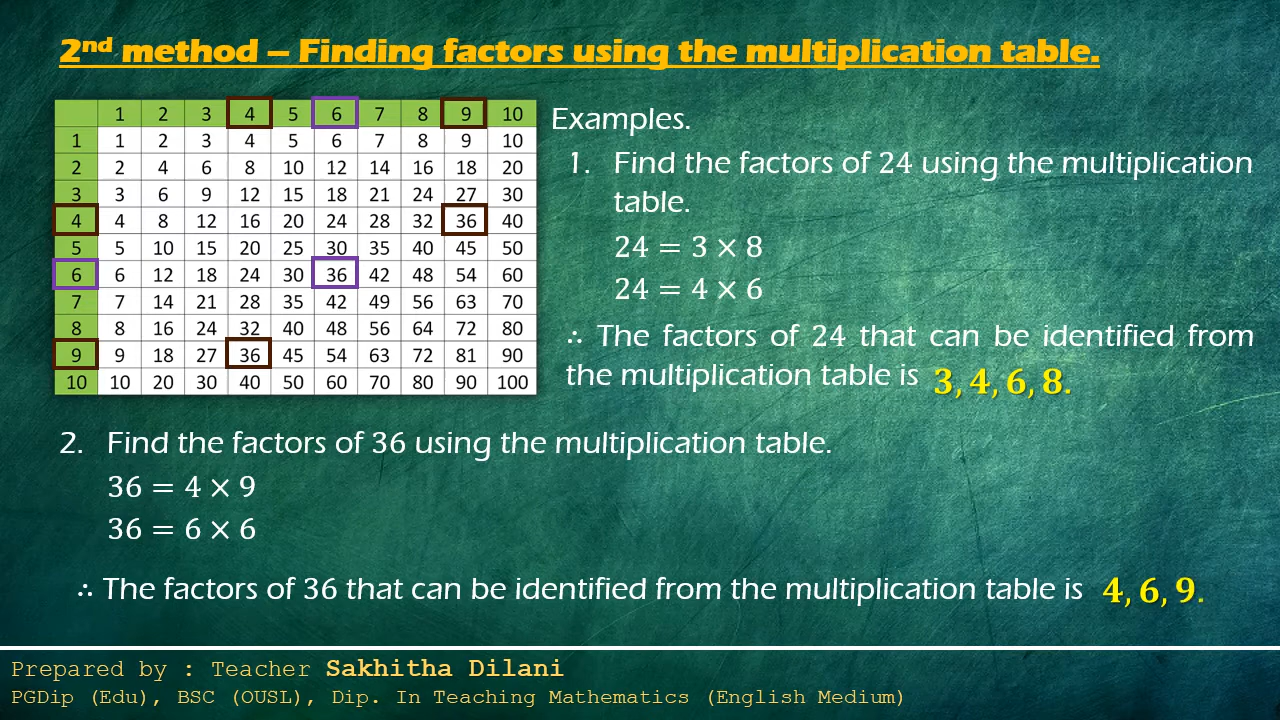 2nd method – Finding factors using the multiplication table.
1 2 3 4 5 6 7 8 9 10
1 1 2 3 4 5 6 7 8 9 10
2 2 4 6 8 10 12 14 16 18 20
3 3 6 9 12 15 18 21 24 27 30
4 4 8 12 16 20 24 28 32 36 40
5 5 10 15 20 25 30 35 40 45 50
6 6 12 18 24 30 36 42 48 54 60
7 7 14 21 28 35 42 49 56 63 70
8 8 16 24 32 40 48 56 64 72 80
9 9 18 27 36 45 54 63 72 81 90
10 10 20 30 40 50 60 70 80 90 100
Examples.
1. Find the factors of 24 using the multiplication
table.
24 = 3 × 8
24 = 4 × 6
∴ The factors of 24 that can be identified from
the multiplication table is 3, 4, 6, 8.
2. Find the factors of 36 using the multiplication table.
36 = 4 × 9
36 = 6 × 6
∴ The factors of 36 that can be identified from the multiplication table is 4, 6, 9.
Prepared by : Teacher Sakhitha Dilani
PGDip (Edu), BSC (OUSL), Dip. In Teaching Mathematics (English Medium)